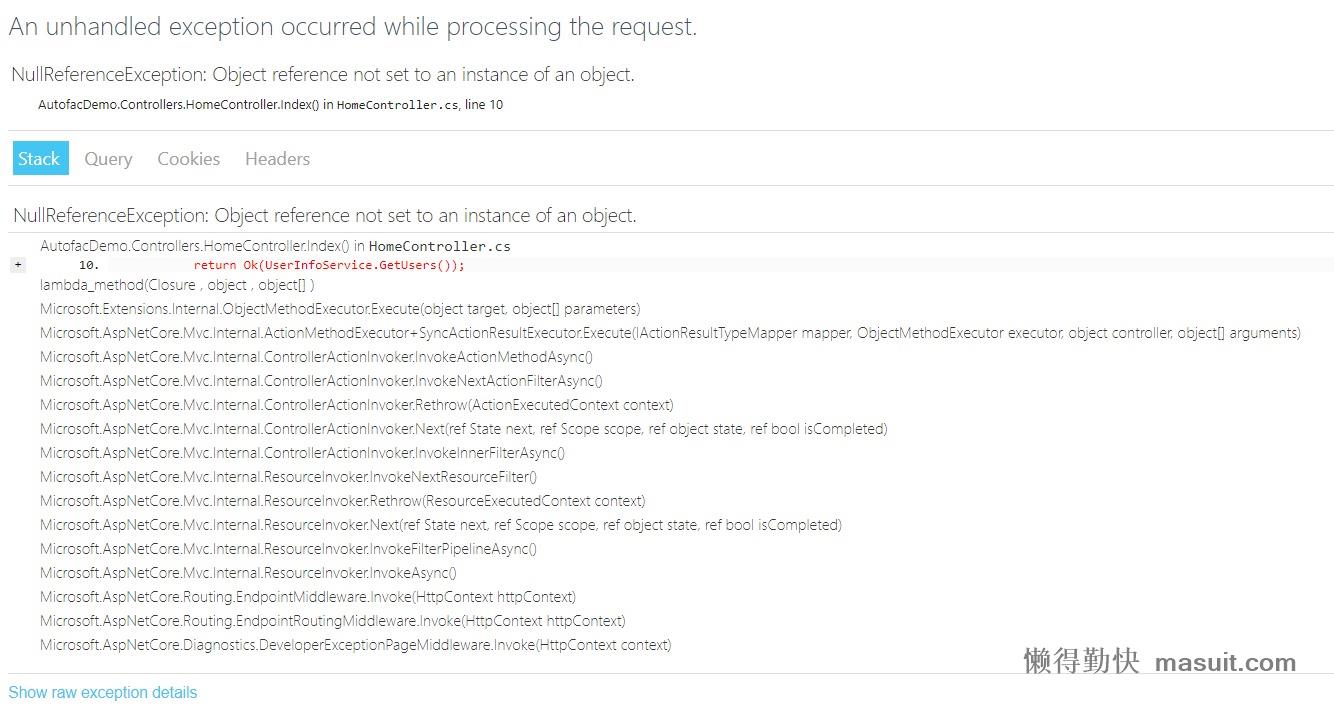 An unhandled exception occurred while processing the request.
NullReferenceException: Object reference not set to an instance of an object.
AutofacDemo.Controllers.HomeController.Index() in HomeController.cs, line 10
Stack Query Cookies Headers
NullReferenceException: Object reference not set to an instance of an object.
AutofacDemo.Controllers.HomeController.Index() in HomeController.cs
+ 10. return Ok(UserInfoService.GetUsers());
lambda_method(Closure , object , object[] )
Microsoft.Extensions.Internal.ObjectMethodExecutor.Execute(object target, object[] parameters)
Microsoft.AspNetCore.Mvc.Internal.ActionMethodExecutor+SyncActionResultExecutor.Execute(IActionResultTypeMapper mapper, ObjectMethodExecutor executor, object controller, object[] arguments)
Microsoft.AspNetCore.Mvc.Internal.ControllerActionInvoker.InvokeActionMethodAsync()
Microsoft.AspNetCore.Mvc.Internal.ControllerActionInvoker.InvokeNextActionFilterAsync()
Microsoft.AspNetCore.Mvc.Internal.ControllerActionInvoker.Rethrow(ActionExecutedContext context)
Microsoft.AspNetCore.Mvc.Internal.ControllerActionInvoker.Next(ref State next, ref Scope scope, ref object state, ref bool isCompleted)
Microsoft.AspNetCore.Mvc.Internal.ControllerActionInvoker.InvokeInnerFilterAsync()
Microsoft.AspNetCore.Mvc.Internal.ResourceInvoker.InvokeNextResourceFilter()
Microsoft.AspNetCore.Mvc.Internal.ResourceInvoker.Rethrow(ResourceExecutedContext context)
Microsoft.AspNetCore.Mvc.Internal.ResourceInvoker.Next(ref State next, ref Scope scope, ref object state, ref bool isCompleted)
Microsoft.AspNetCore.Mvc.Internal.ResourceInvoker.InvokeFilterPipelineAsync()
Microsoft.AspNetCore.Mvc.Internal.ResourceInvoker.InvokeAsync()
Microsoft.AspNetCore.Routing.EndpointMiddleware.Invoke(HttpContext httpContext)
Microsoft.AspNetCore.Routing.EndpointRoutingMiddleware.Invoke(HttpContext httpContext)
Microsoft.AspNetCore.Diagnostics.DeveloperExceptionPageMiddleware.Invoke(HttpContext context)
懒得勤快 masuit.com
Show raw exception details